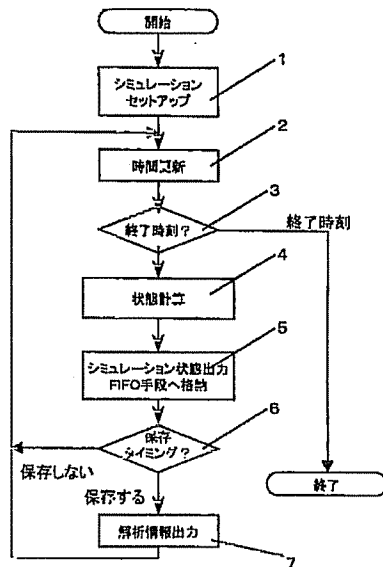 開始
1
シミュレーション
セットアップ
2
時間更新
3
終了時刻?
終了時刻
4
状態計算
5
シミュレーション状態出力
FIFO手段へ格納
6
保存
タイミング?
保存しない
保存する
終了
解析情報出力
7